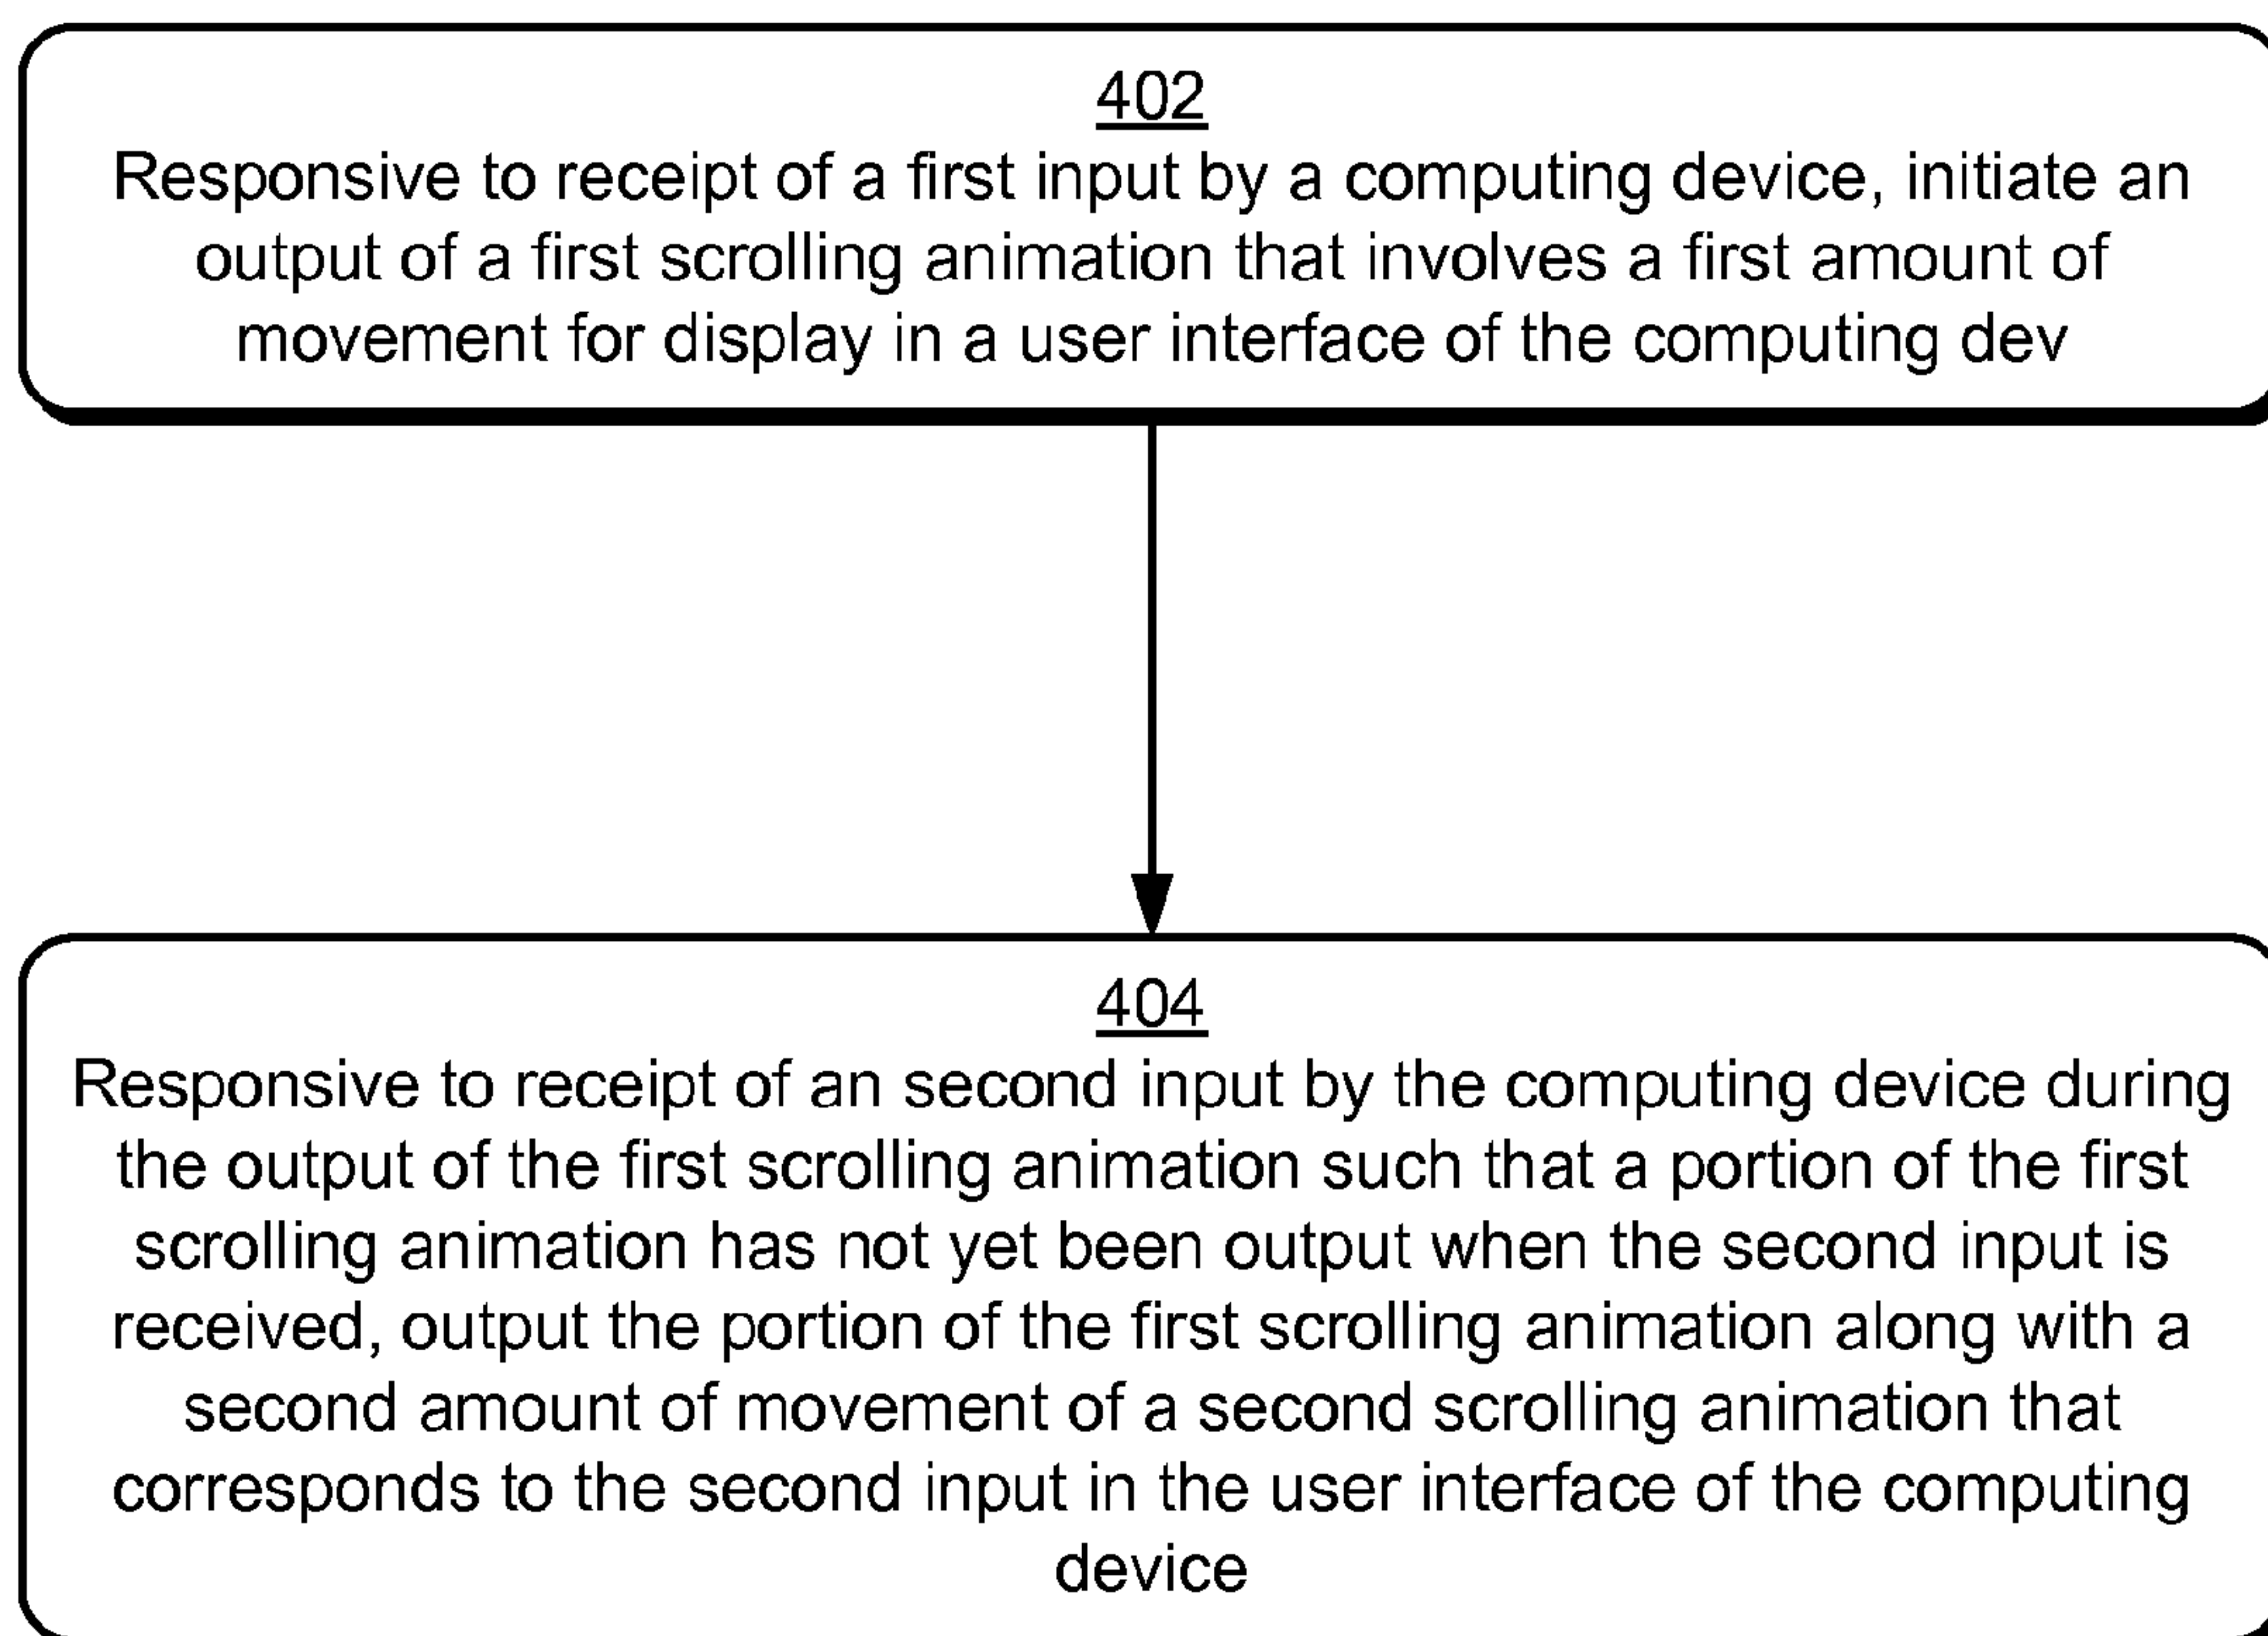 402
Responsive to receipt of a first input by a computing device, initiate an
output of a first scrolling animation that involves a first amount of
movement for display in a user interface of the computing dev
404
Responsive to receipt of an second input by the computing device during
the output of the first scrolling animation such that a portion of the first
scrolling animation has not yet been output when the second input is
received, output the portion of the first scrolling animation along with a
second amount of movement of a second scrolling animation that
corresponds to the second input in the user interface of the computing
device